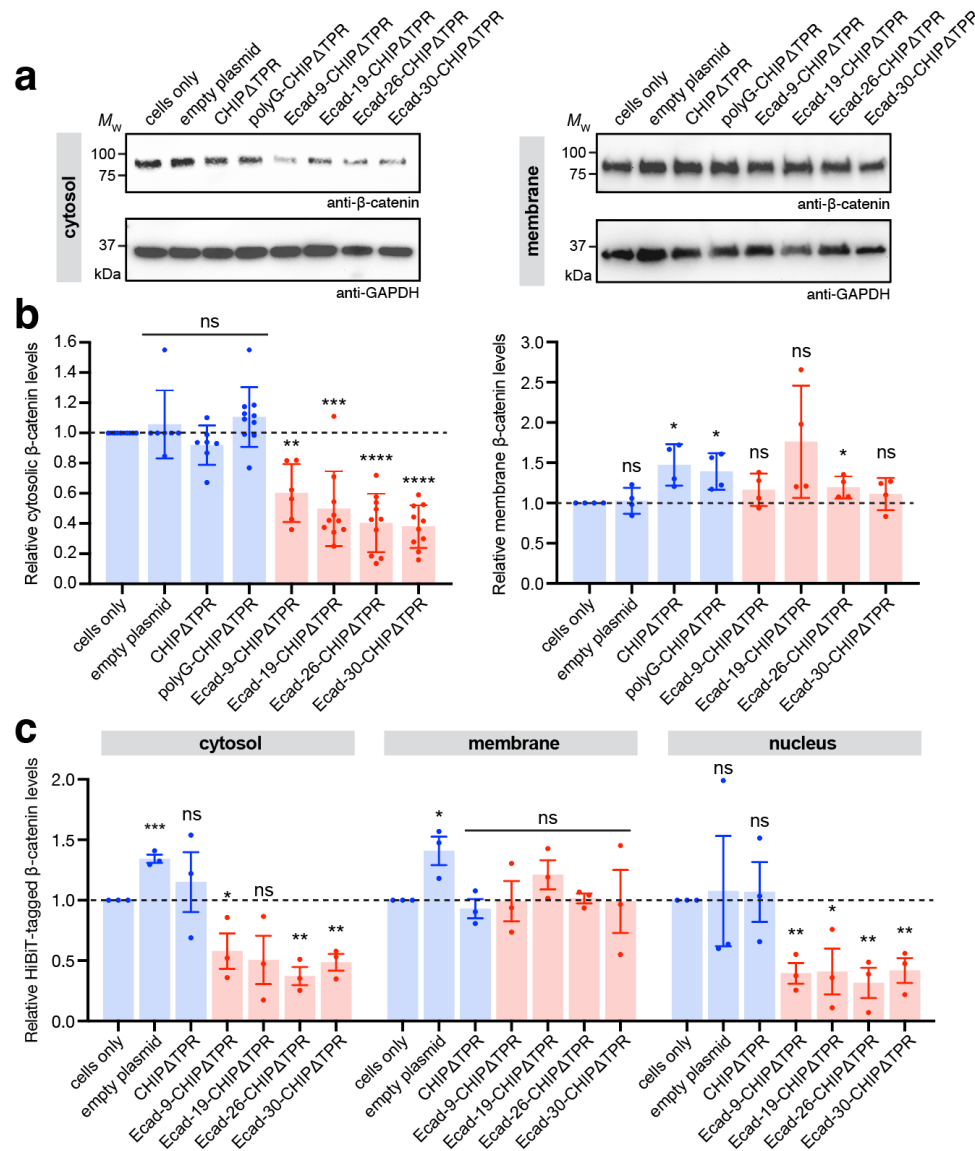 a
cells only
empty plasmid
CHIPΔTPR
polyG-CHIPΔTPR
Ecad-9-CHIPΔTPR
Ecad-19-CHIPΔTPR
Ecad-26-CHIPΔTPR
Ecad-30-CHIPΔTPR
cytosol
Mw
100
75
anti-β-catenin
37
kDa
anti-GAPDH
cells only
empty plasmid
CHIPΔTPR
polyG-CHIPΔTPR
Ecad-9-CHIPΔTPR
Ecad-19-CHIPΔTPR
Ecad-26-CHIPΔTPR
Ecad-30-CHIPΔTPR
membrane
Mw
100
75
anti-β-catenin
37
kDa
anti-GAPDH
b
Relative cytosolic β-catenin levels
1.6
1.4
1.2
1.0
0.8
0.6
0.4
0.2
0.0
ns
**
***
****
****
cells only
empty plasmid
CHIPΔTPR
polyG-CHIPΔTPR
Ecad-9-CHIPΔTPR
Ecad-19-CHIPΔTPR
Ecad-26-CHIPΔTPR
Ecad-30-CHIPΔTPR
Relative membrane β-catenin levels
3.0
2.5
2.0
1.5
1.0
0.5
0.0
ns
*
*
ns
ns
*
ns
cells only
empty plasmid
CHIPΔTPR
polyG-CHIPΔTPR
Ecad-9-CHIPΔTPR
Ecad-19-CHIPΔTPR
Ecad-26-CHIPΔTPR
Ecad-30-CHIPΔTPR
c
cytosol
membrane
nucleus
Relative HiBiT-tagged β-catenin levels
2.0
1.5
1.0
0.5
0.0
***
ns
*
ns
**
**
*
ns
ns
ns
**
*
**
**
cells only
empty plasmid
CHIPΔTPR
Ecad-9-CHIPΔTPR
Ecad-19-CHIPΔTPR
Ecad-26-CHIPΔTPR
Ecad-30-CHIPΔTPR
cells only
empty plasmid
CHIPΔTPR
Ecad-9-CHIPΔTPR
Ecad-19-CHIPΔTPR
Ecad-26-CHIPΔTPR
Ecad-30-CHIPΔTPR
cells only
empty plasmid
CHIPΔTPR
Ecad-9-CHIPΔTPR
Ecad-19-CHIPΔTPR
Ecad-26-CHIPΔTPR
Ecad-30-CHIPΔTPR